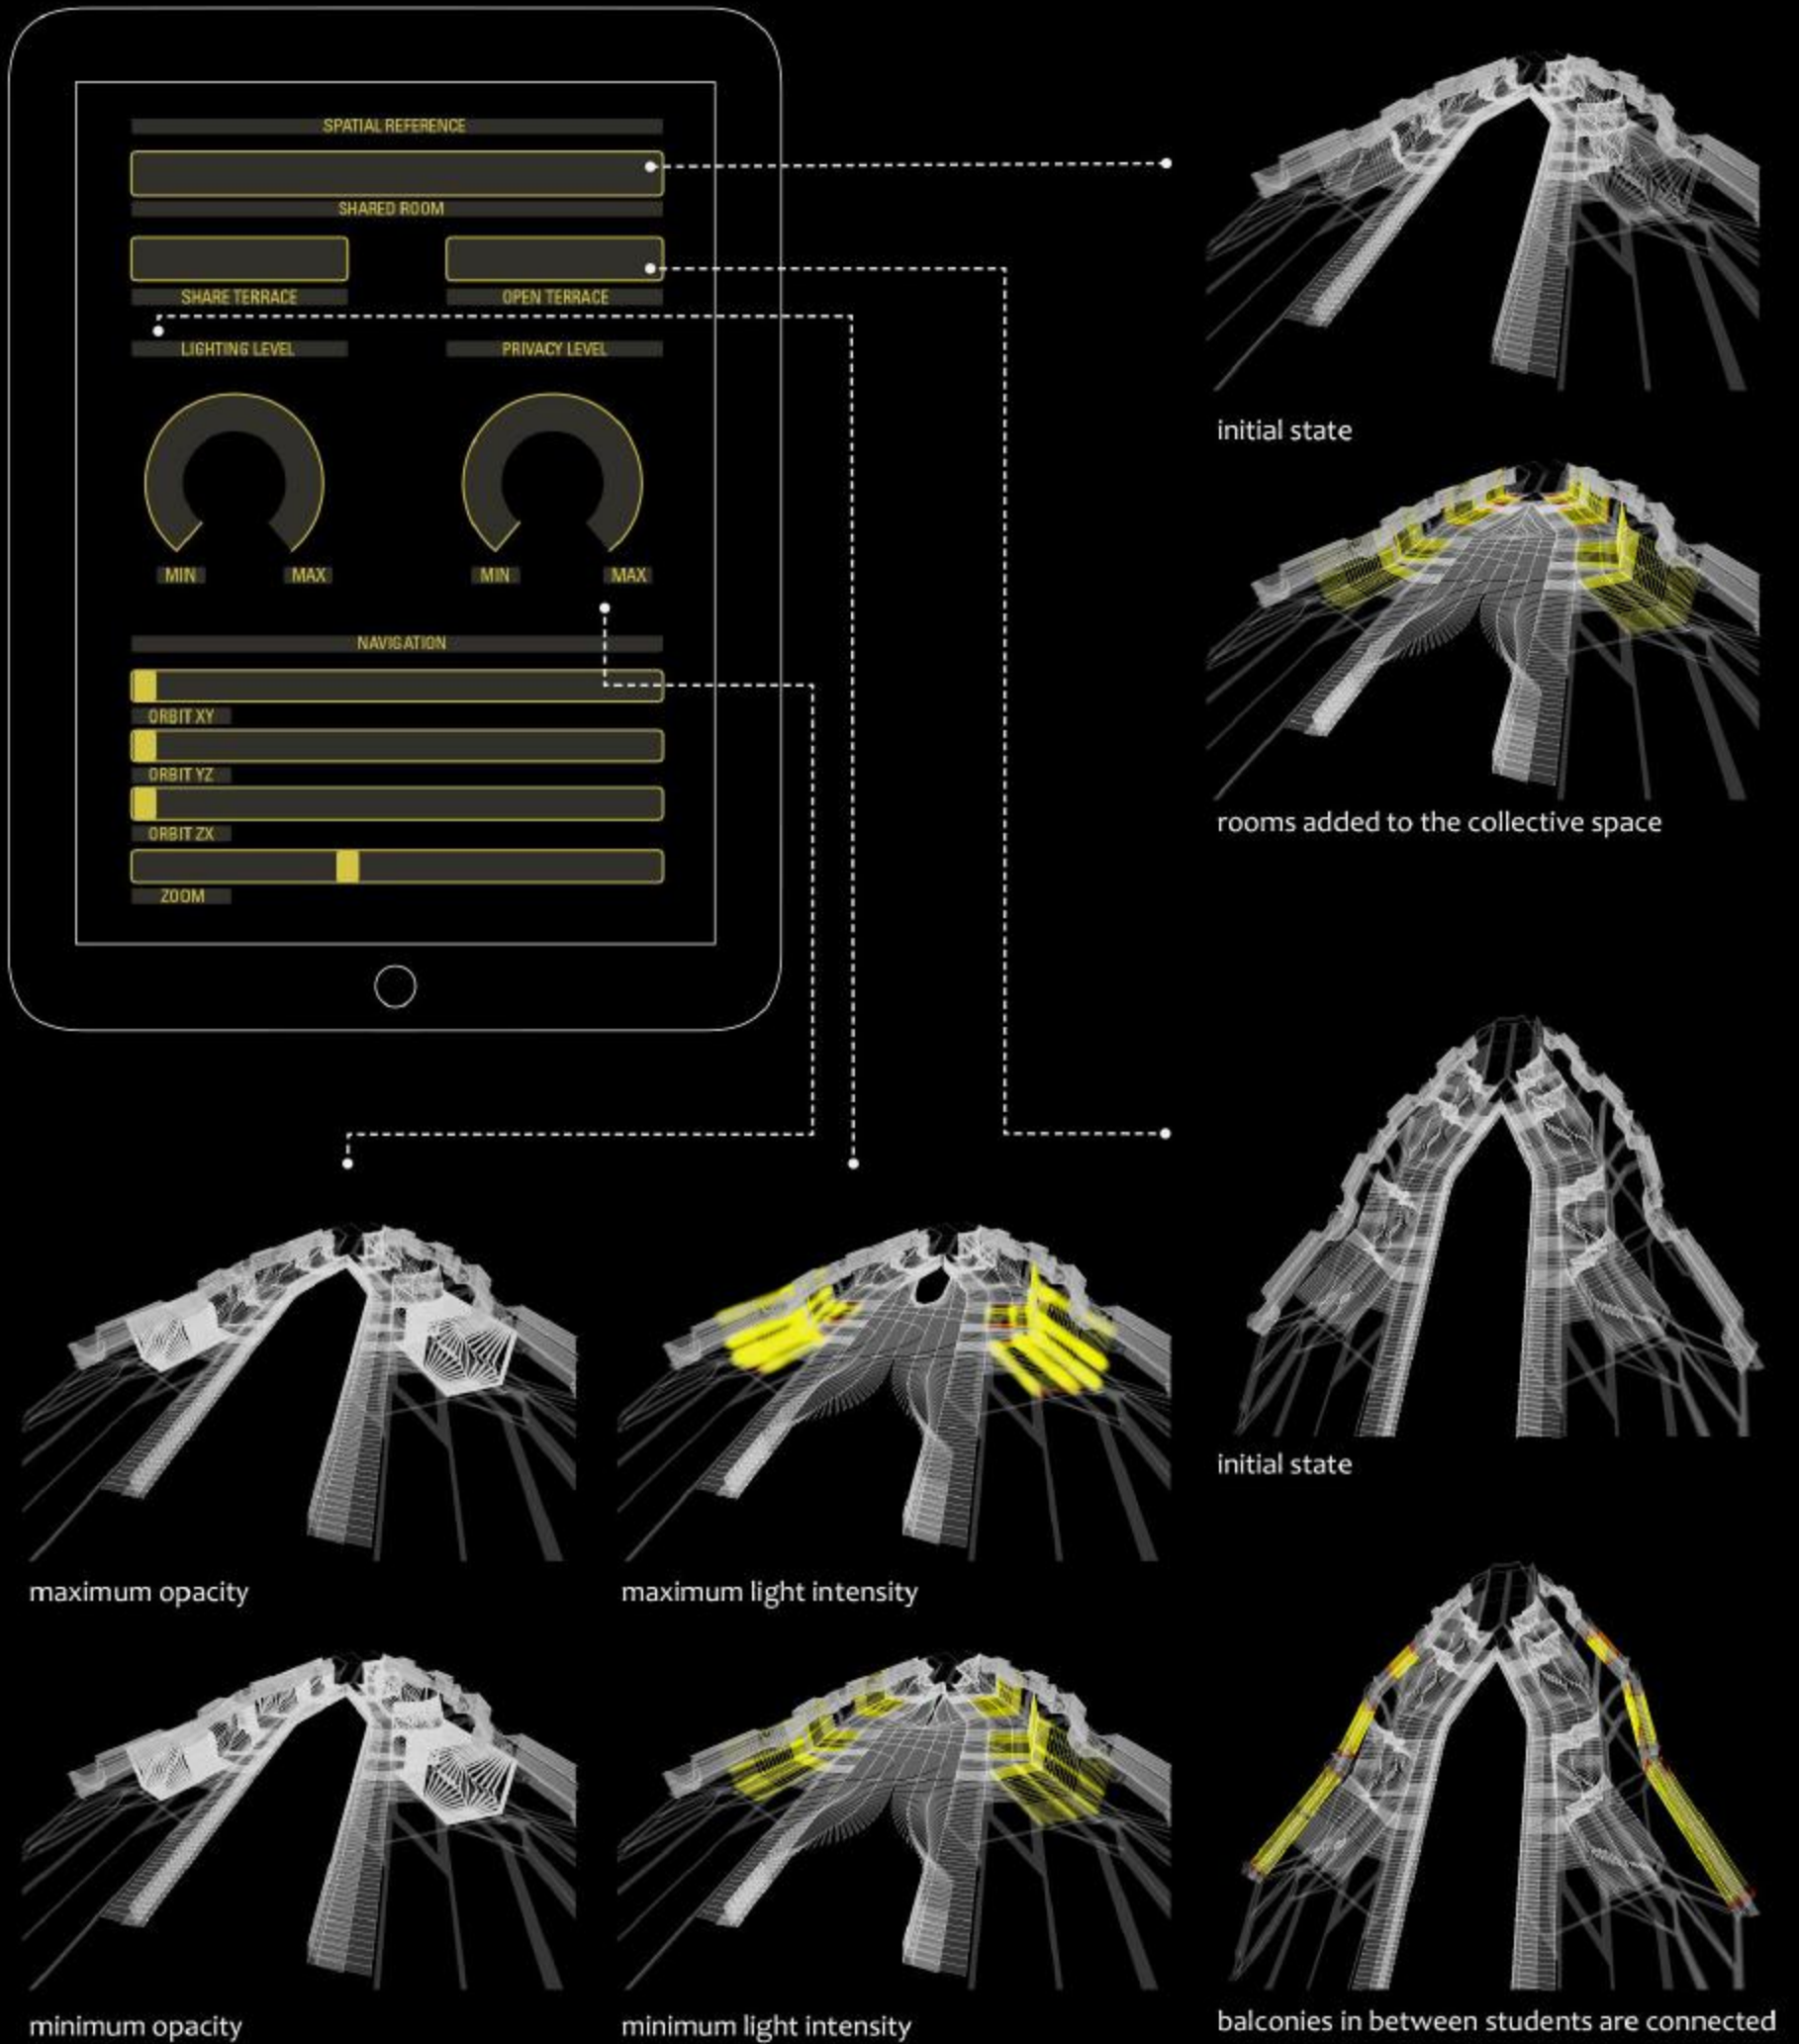 SPATIAL REFERENCE
SHARED ROOM
SHARE TERRACE
OPEN TERRACE
LIGHTING LEVEL
PRIVACY LEVEL
MIN
MAX
MIN
MAX
NAVIGATION
ORBIT XY
ORBIT YZ
ORBIT ZX
ZOOM
initial state
rooms added to the collective space
initial state
maximum opacity
maximum light intensity
minimum opacity
minimum light intensity
balconies in between students are connected